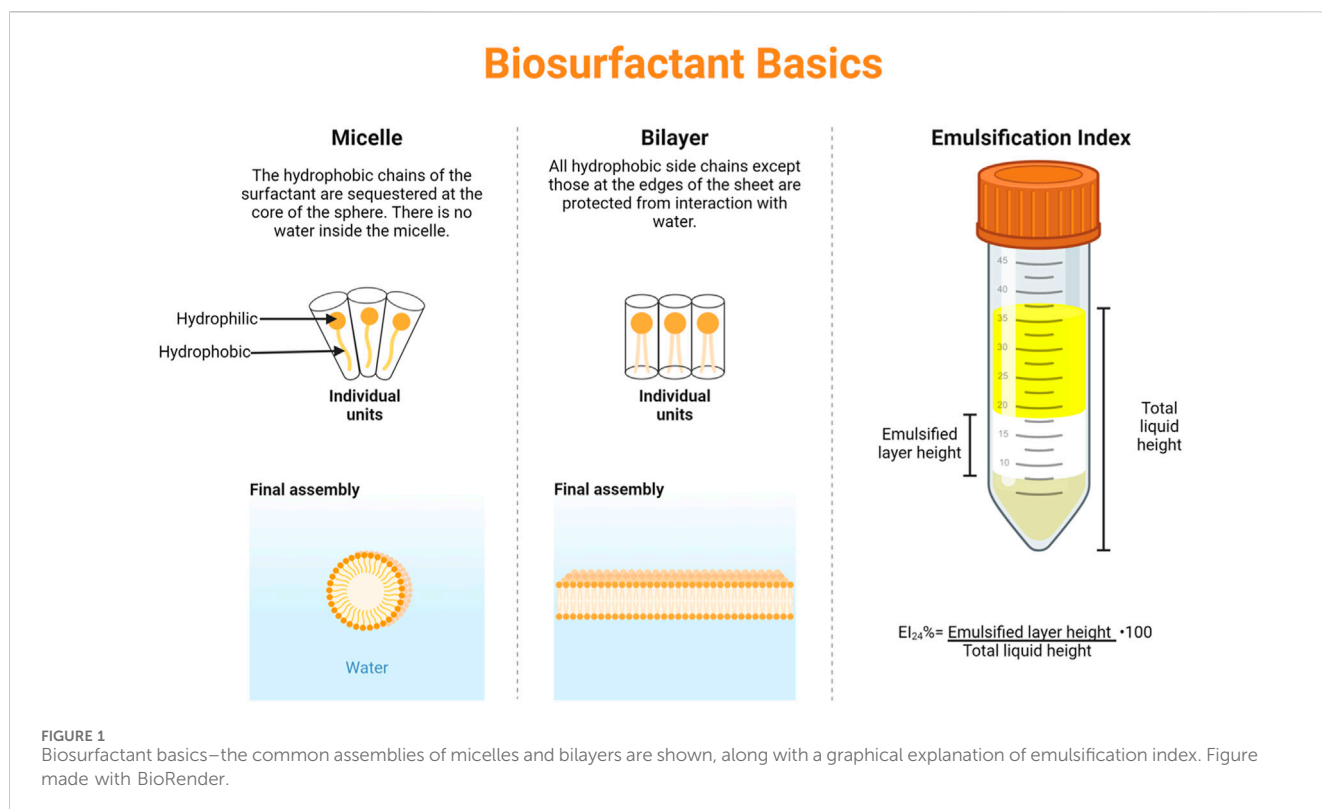 Biosurfactant Basics
Micelle
The hydrophobic chains of the
surfactant are sequestered at the
core of the sphere. There is no
water inside the micelle.
Hydrophilic
Hydrophobic
Individual
units
Final assembly
Water
Bilayer
All hydrophobic side chains except
those at the edges of the sheet are
protected from interaction with
water.
Individual
units
Final assembly
Emulsification Index
45
40
35
30
25
20
15
10
Emulsified
layer height
Total
liquid
height
EI₂₄%= Emulsified layer height •100
Total liquid height
FIGURE 1
Biosurfactant basics–the common assemblies of micelles and bilayers are shown, along with a graphical explanation of emulsification index. Figure
made with BioRender.